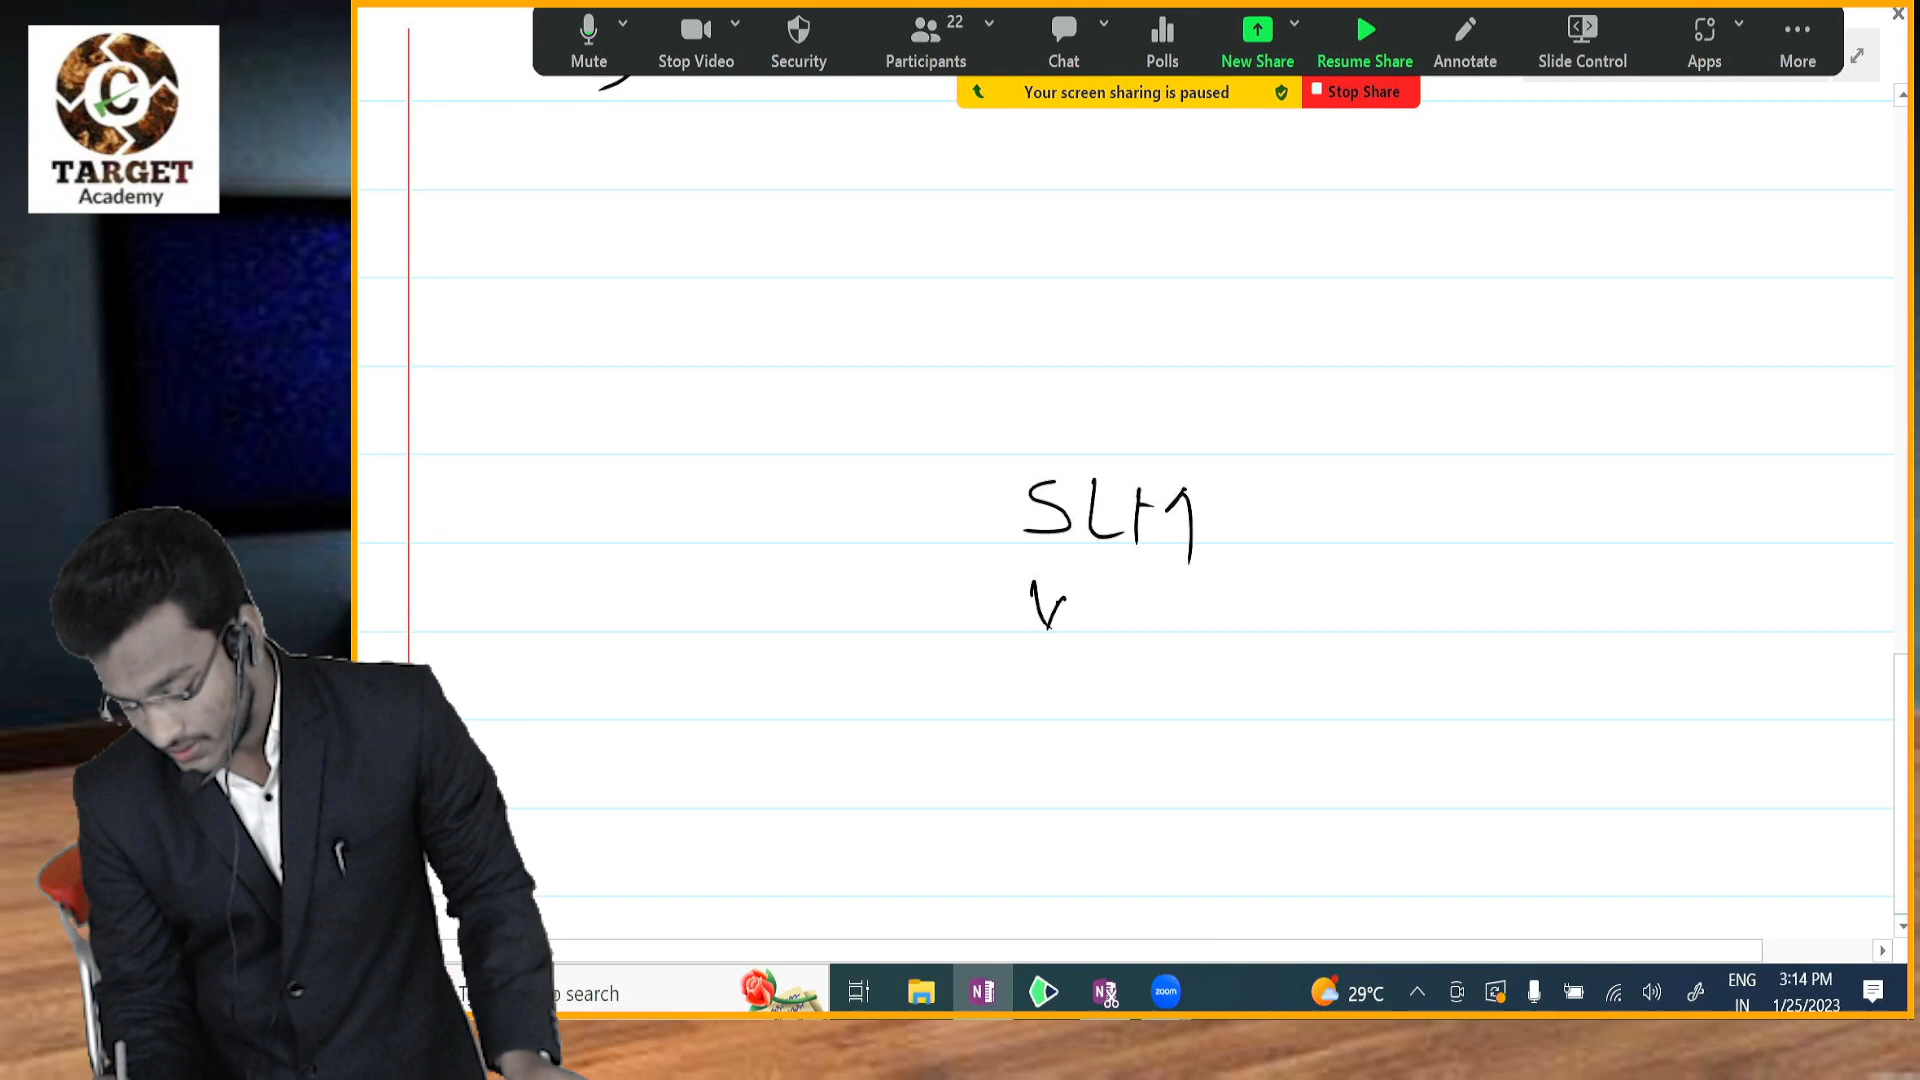 TARGET
Academy
Mute
Stop Video
Security
Participants
22
Chat
Polls
New Share
Resume Share
Annotate
Slide Control
Apps
More
Your screen sharing is paused
Stop Share
search
zoom
29°C
ENG
IN
3:14 PM
1/25/2023